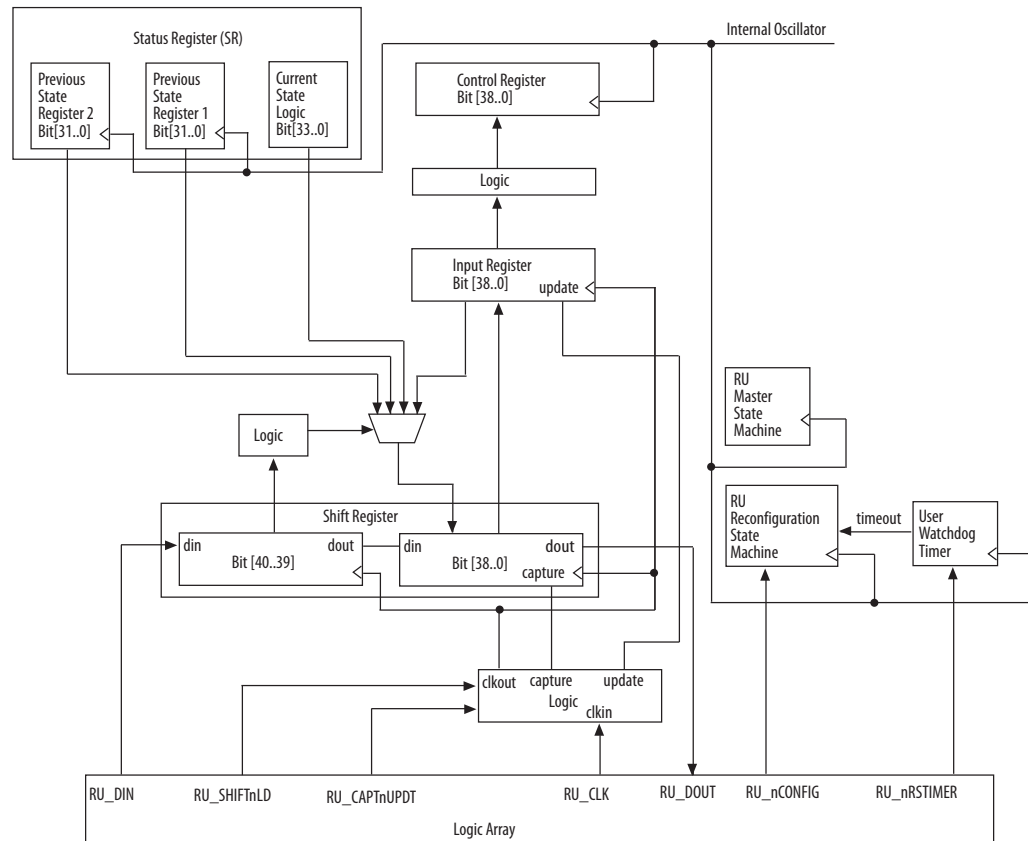 Status Register (SR)
Internal Oscillator
Previous
State
Register 2
Bit[31..0]
Previous
State
Register 1
Bit[31..0]
Current
State
Logic
Bit[33..0]
Control Register
Bit [38..0]
Logic
Input Register
Bit [38..0]
update
RU
Master
State
Machine
Logic
Shift Register
din
dout
Bit [40..39]
din
dout
Bit [38..0]
capture
RU
Reconfiguration
State
Machine
timeout
User
Watchdog
Timer
clkout
capture
update
Logic
clkin
RU_DIN
RU_SHIFTnLD
RU_CAPTnUPDT
RU_CLK
RU_DOUT
RU_nCONFIG
RU_nRSTIMER
Logic Array